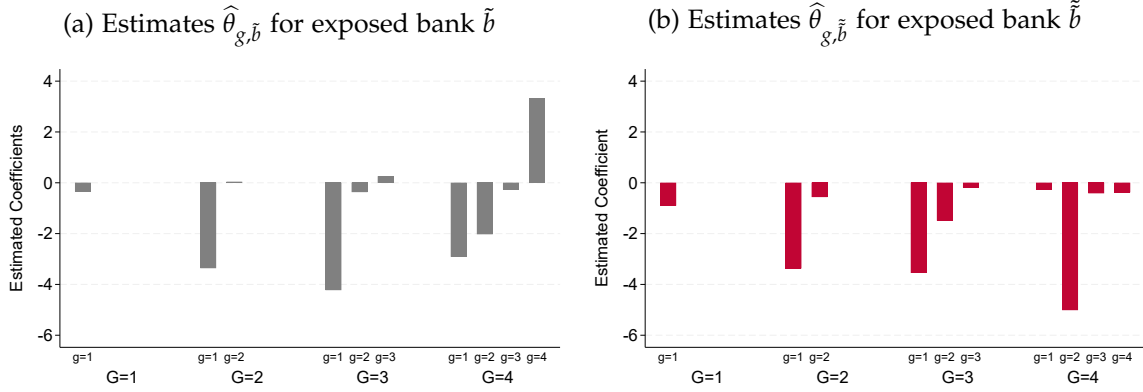 (a) Estimates θ̂_{g,b̃} for exposed bank b̃
4
2
0
-2
-4
-6
Estimated Coefficients
g=1 g=1 g=2 g=1 g=2 g=3 g=1 g=2 g=3 g=4
G=1 G=2 G=3 G=4
(b) Estimates θ̂_{g,b̃̃} for exposed bank b̃̃
4
2
0
-2
-4
-6
Estimated Coefficient
g=1 g=1 g=2 g=1 g=2 g=3 g=1 g=2 g=3 g=4
G=1 G=2 G=3 G=4